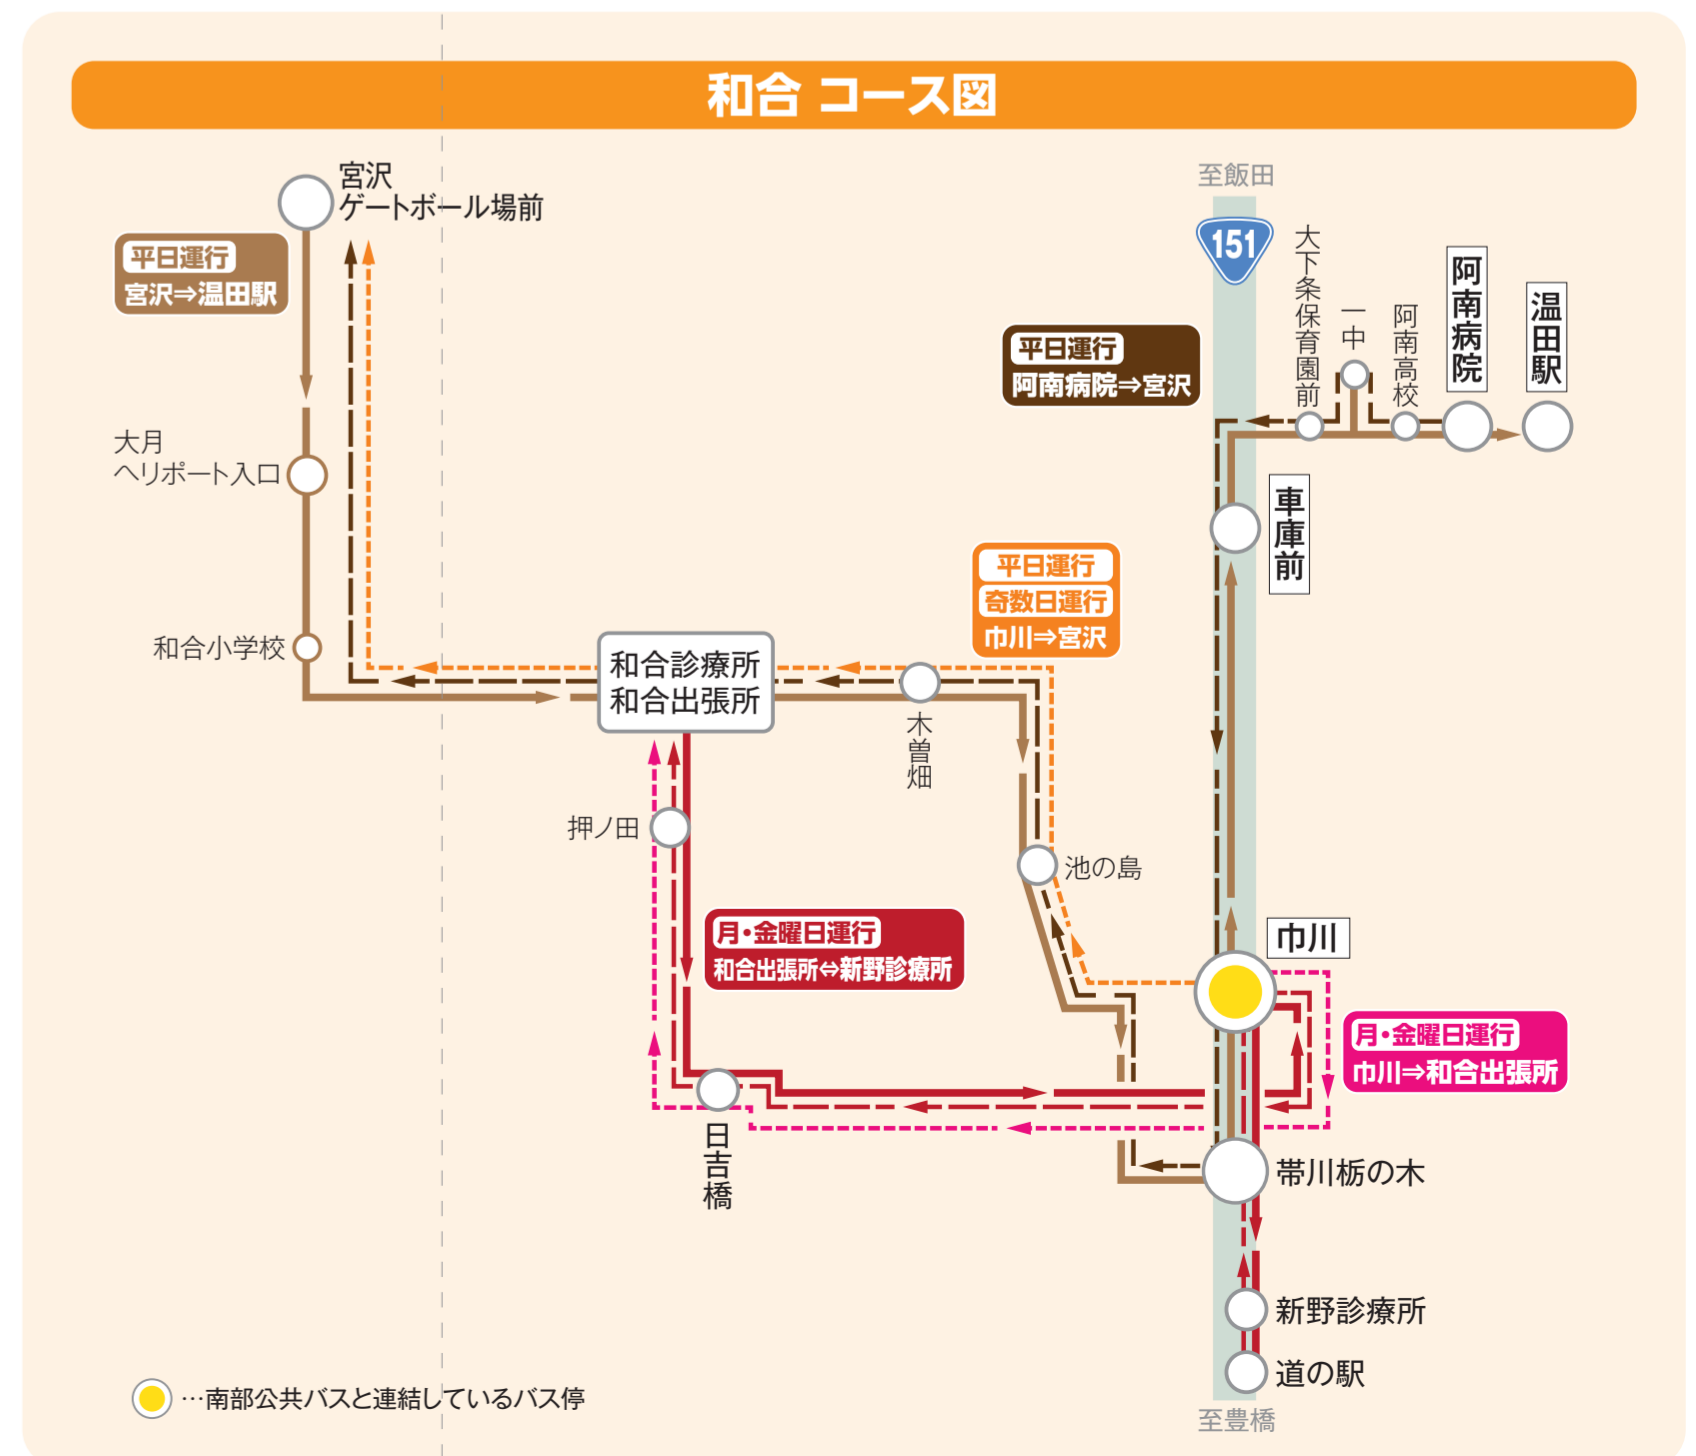 和合 コース図
宮沢
ゲートボール場前
平日運行
宮沢⇒温田駅
大月
ヘリポート入口
和合小学校
至飯田
151
大下条保育園前
一中
阿南高校
阿南病院
温田駅
平日運行
阿南病院⇒宮沢
車庫前
平日運行
奇数日運行
巾川⇒宮沢
和合診療所
和合出張所
木曽畑
押ノ田
池の島
月・金曜日運行
和合出張所⇔新野診療所
巾川
月・金曜日運行
巾川⇒和合出張所
日吉橋
帯川栃の木
新野診療所
道の駅
至豊橋
…南部公共バスと連結しているバス停